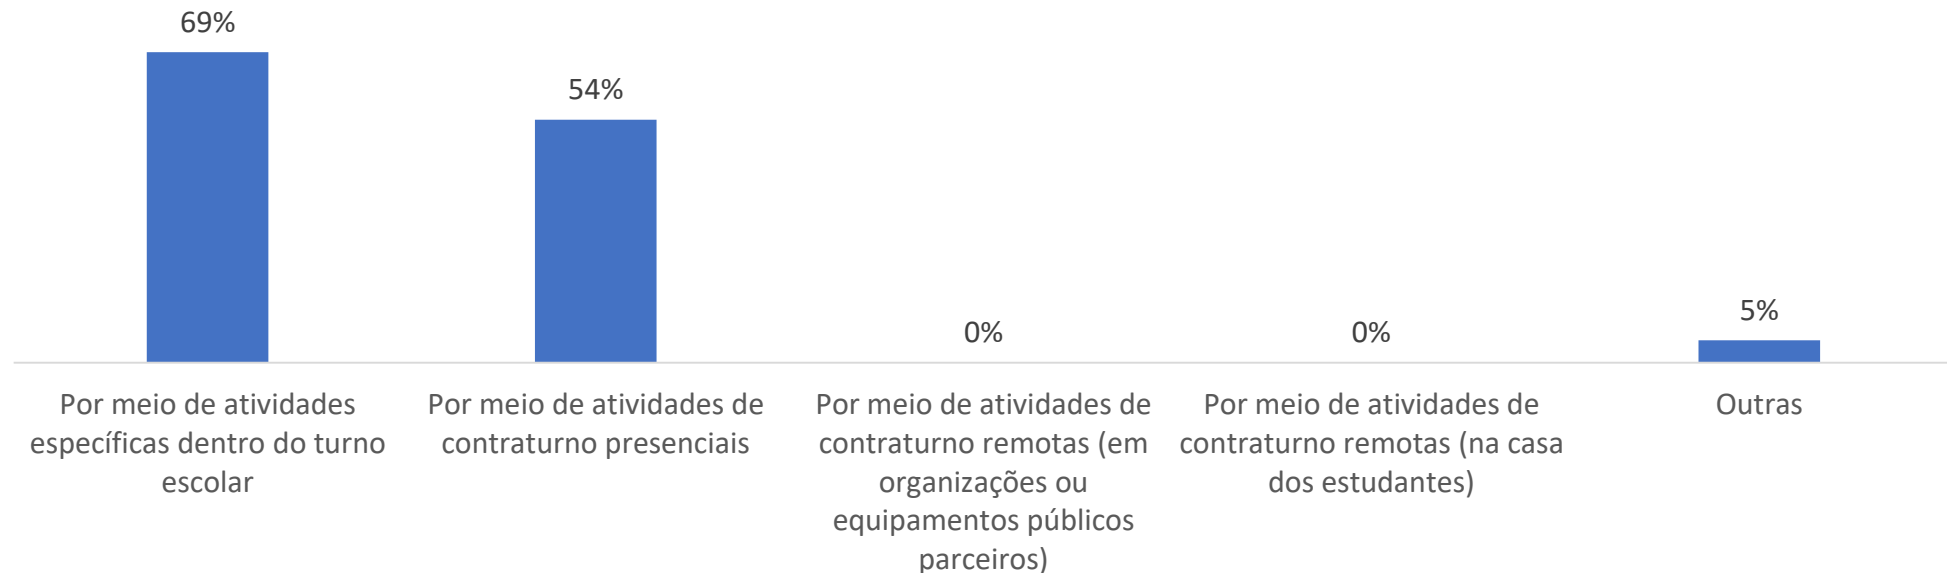 69%
54%
0%
0%
5%
Por meio de atividades
específicas dentro do turno
escolar
Por meio de atividades de
contraturno presenciais
Por meio de atividades de
contraturno remotas (em
organizações ou
equipamentos públicos
parceiros)
Por meio de atividades de
contraturno remotas (na casa
dos estudantes)
Outras